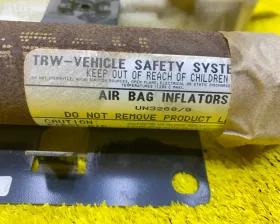 TRW-VEHICLE SAFETY SYSTE
KEEP OUT OF REACH OF CHILDREN
TEMPERATURES
AIR BAG INFLATORS
UN3268/9
DO NOT REMOVE PRODUCT L
CAUTION: